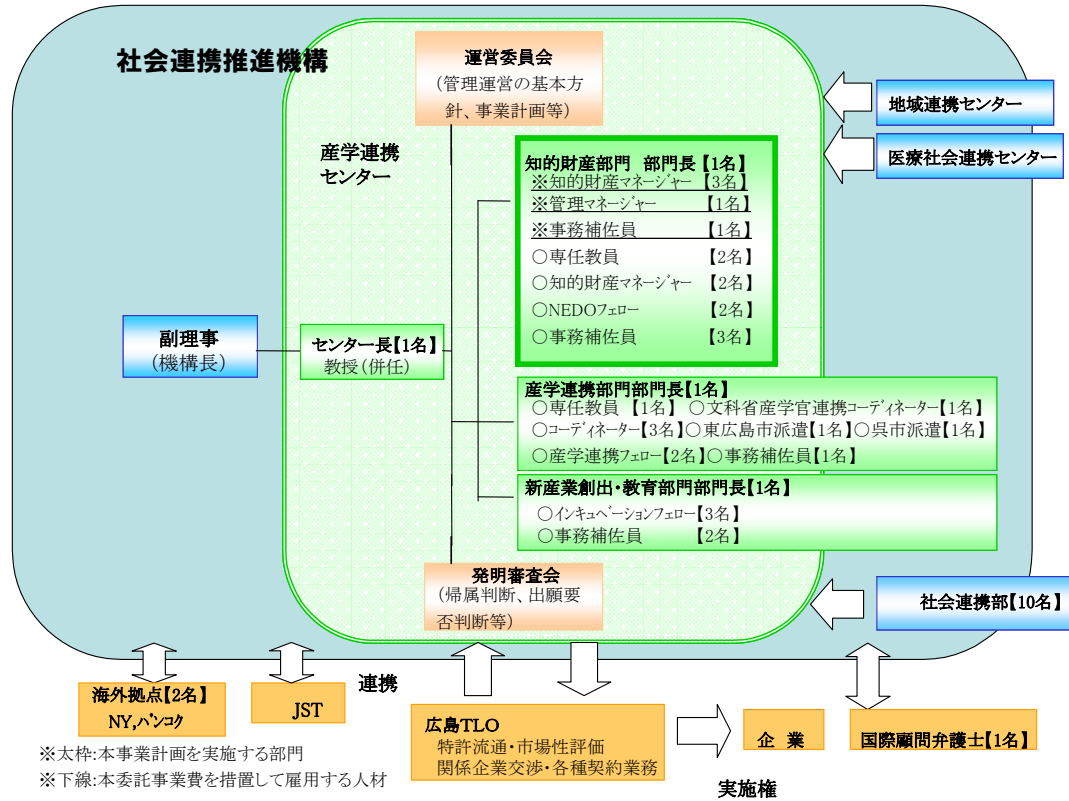 社会連携推進機構
運営委員会
(管理運営の基本方
針、事業計画等)
地域連携センター
医療社会連携センター
産学連携
センター
知的財産部門 部門長【1名】
※知的財産マネージャー 【3名】
※管理マネージャー 【1名】
※事務補佐員 【1名】
○専任教員 【2名】
○知的財産マネージャー 【2名】
○NEDOフェロー 【2名】
○事務補佐員 【3名】
副理事
(機構長)
センター長【1名】
教授(併任)
産学連携部門部門長【1名】
○専任教員 【1名】 ○文科省産学官連携コーディネーター【1名】
○コーディネーター【3名】○東広島市派遣【1名】○呉市派遣【1名】
○産学連携フェロー【2名】○事務補佐員【1名】
新産業創出・教育部門部門長【1名】
○インキュベーションフェロー【3名】
○事務補佐員 【2名】
発明審査会
(帰属判断、出願要
否判断等)
社会連携部【10名】
海外拠点【2名】
NY,バンコク
JST
連携
広島TLO
特許流通・市場性評価
関係企業交渉・各種契約業務
企 業
国際顧問弁護士【1名】
実施権
※太枠:本事業計画を実施する部門
※下線:本委託事業費を措置して雇用する人材